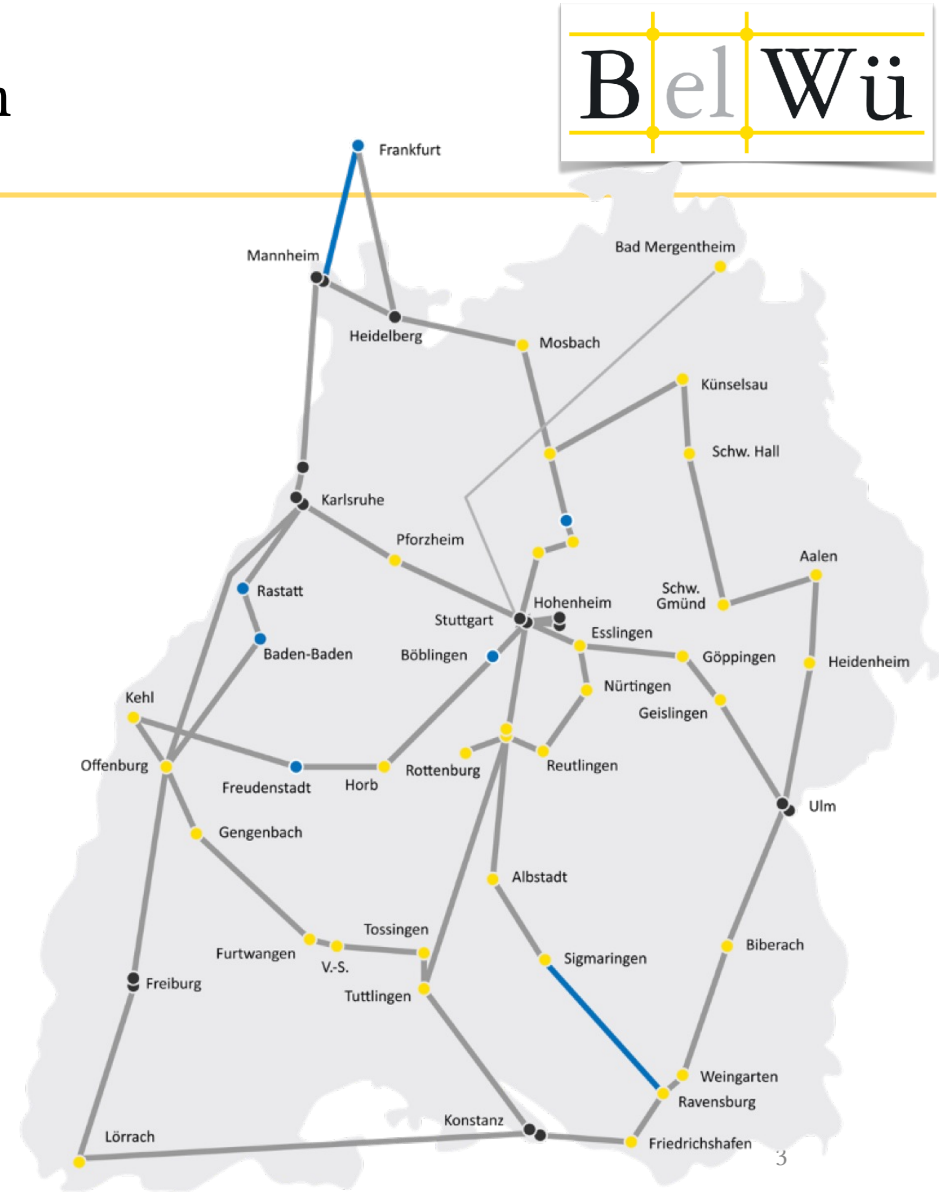 n
BelWü
Frankfurt
Mannheim
Bad Mergentheim
Heidelberg
Mosbach
Künselsau
Schw. Hall
Karlsruhe
Pforzheim
Aalen
Rastatt
Schw.
Gmünd
Hohenheim
Stuttgart
Esslingen
Baden-Baden
Böblingen
Göppingen
Heidenheim
Nürtingen
Kehl
Geislingen
Offenburg
Rottenburg
Reutlingen
Freudenstadt
Horb
Ulm
Gengenbach
Albstadt
Tossingen
Biberach
Furtwangen
Sigmaringen
V.-S.
Freiburg
Tuttlingen
Weingarten
Ravensburg
Konstanz
Lörrach
Friedrichshafen
3